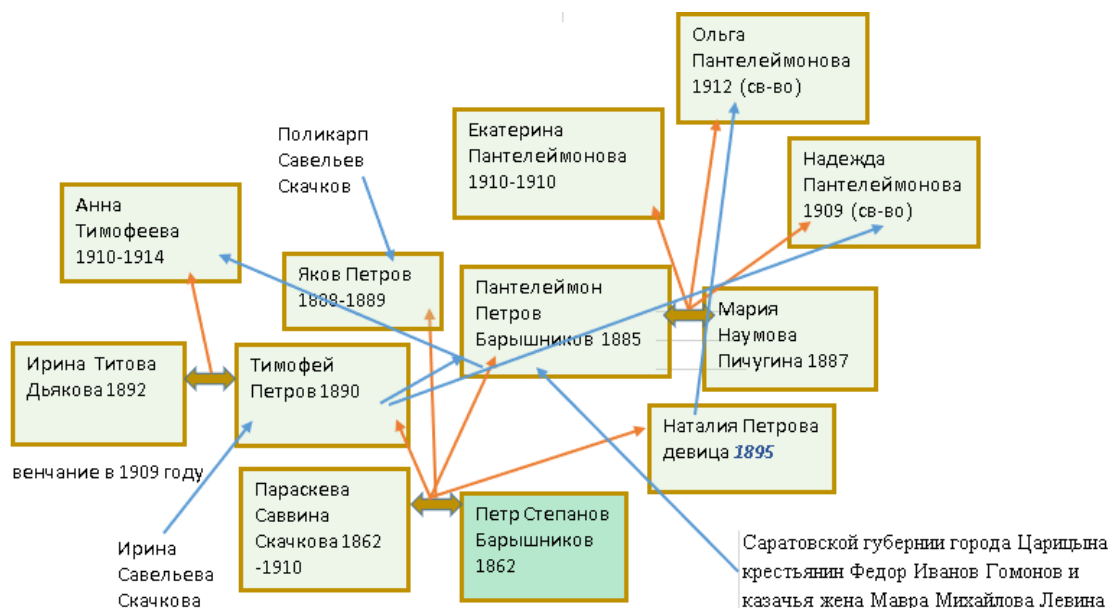 Ольга
Пантелеймонова
1912 (св-во)
Екатерина
Пантелеймонова
1910-1910
Поликарп
Савельев
Скачков
Надежда
Пантелеймонова
1909 (св-во)
Анна
Тимофеева
1910-1914
Яков Петров
1888-1889
Пантелеймон
Петров
Барышников 1885
Мария
Наумова
Пичугина 1887
Ирина Титова
Дьякова 1892
Тимофей
Петров 1890
Наталия Петрова
девица 1895
венчание в 1909 году
Параскева
Саввина
Скачкова 1862
-1910
Петр Степанов
Барышников
1862
Ирина
Савельева
Скачкова
Саратовской губернии города Царицына
крестьянин Федор Иванов Гомонов и
казачья жена Мавра Михайлова Левина